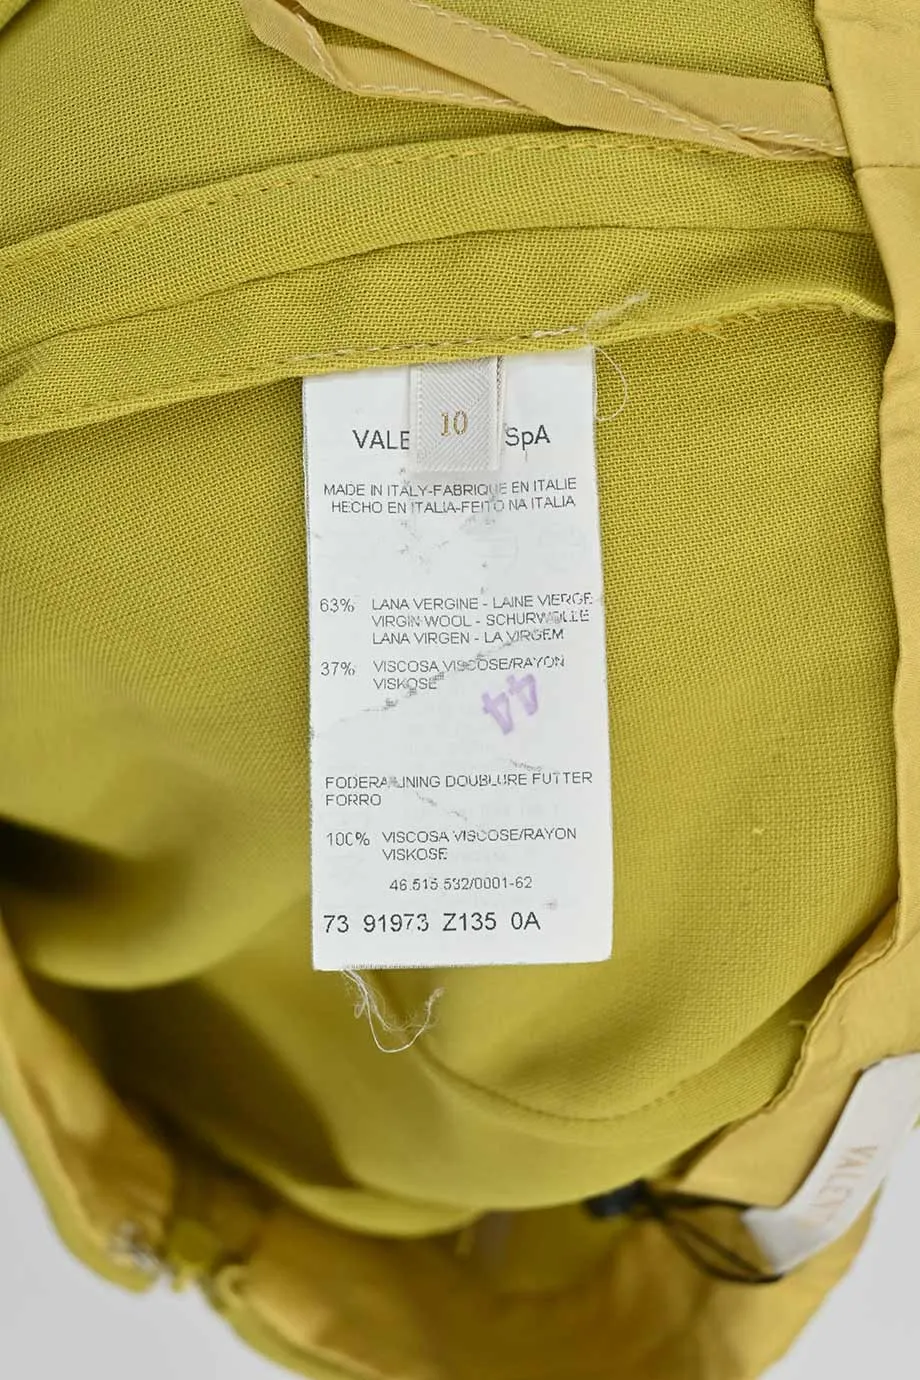 10
VALE SpA
MADE IN ITALY-FABRIQUE EN ITALIE
HECHO EN ITALIA-FEITO NA ITALIA
63% LANA VERGINE - LAINE VIERGE
VIRGIN WOOL - SCHURWOLLE
LANA VIRGEN - LA VIRGEM
37% VISCOSA VISCOSE/RAYON
VISKOSE
44
FODERA LINING DOUBLURE FUTTER
FORRO
100% VISCOSA VISCOSE/RAYON
VISKOSE
46.515 532/0001-62
73 91973 Z135 0A
VALENT